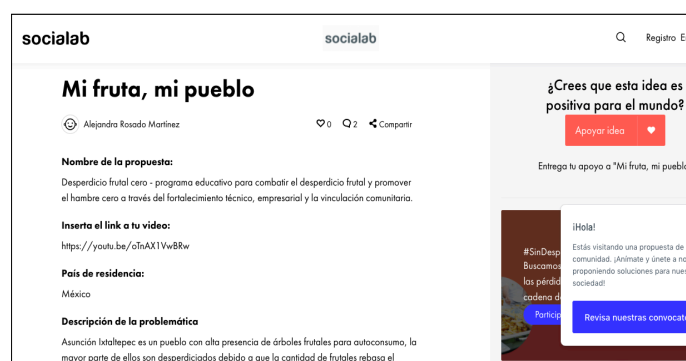 socialab
socialab
Registro
Mi fruta, mi pueblo
Alejandra Rosado Martínez
0
2
Compartir
Nombre de la propuesta:
Desperdicio frutal cero - programa educativo para combatir el desperdicio frutal y promover
el hambre cero a través del fortalecimiento técnico, empresarial y la vinculación comunitaria.
Inserta el link a tu video:
https://youtu.be/oTnAX1VwBRw
País de residencia:
México
Descripción de la problemática
Asunción Ixtaltepec es un pueblo con alta presencia de árboles frutales para autoconsumo, la
mayor parte de ellos son desperdiciados debido a que la cantidad de frutales rebasa el
¿Crees que esta idea es
positiva para el mundo?
Apoyar idea
Entrega tu apoyo a "Mi fruta, mi
#SinDesp
Buscamos
las pérdid
cadena d
Particip
¡Hola!
Estás visitando una propuesta de
comunidad. ¡Anímate y únete a
proponiendo soluciones para
sociedad!
Revisa nuestras